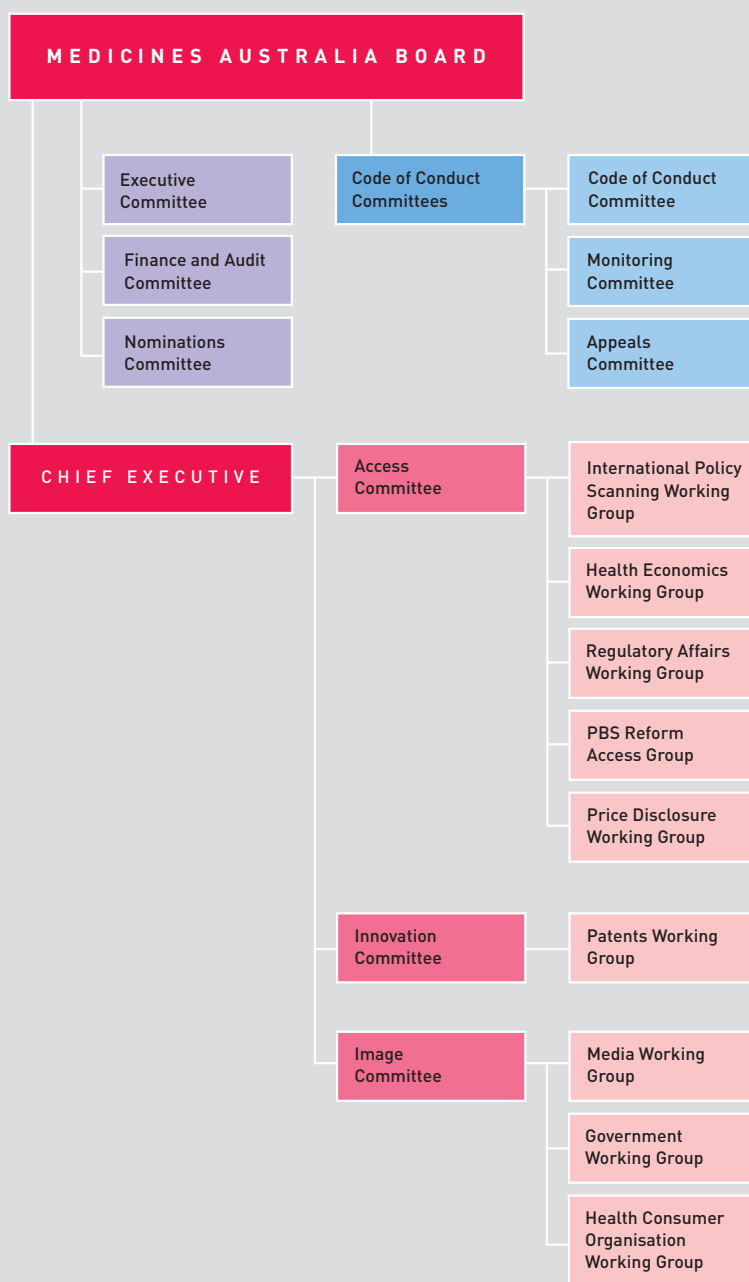 MEDICINES AUSTRALIA BOARD
Executive
Committee
Finance and Audit
Committee
Nominations
Committee
Code of Conduct
Committees
Code of Conduct
Committee
Monitoring
Committee
Appeals
Committee
CHIEF EXECUTIVE
Access
Committee
International Policy
Scanning Working
Group
Health Economics
Working Group
Regulatory Affairs
Working Group
PBS Reform
Access Group
Price Disclosure
Working Group
Innovation
Committee
Patents Working
Group
Image
Committee
Media Working
Group
Government
Working Group
Health Consumer
Organisation
Working Group